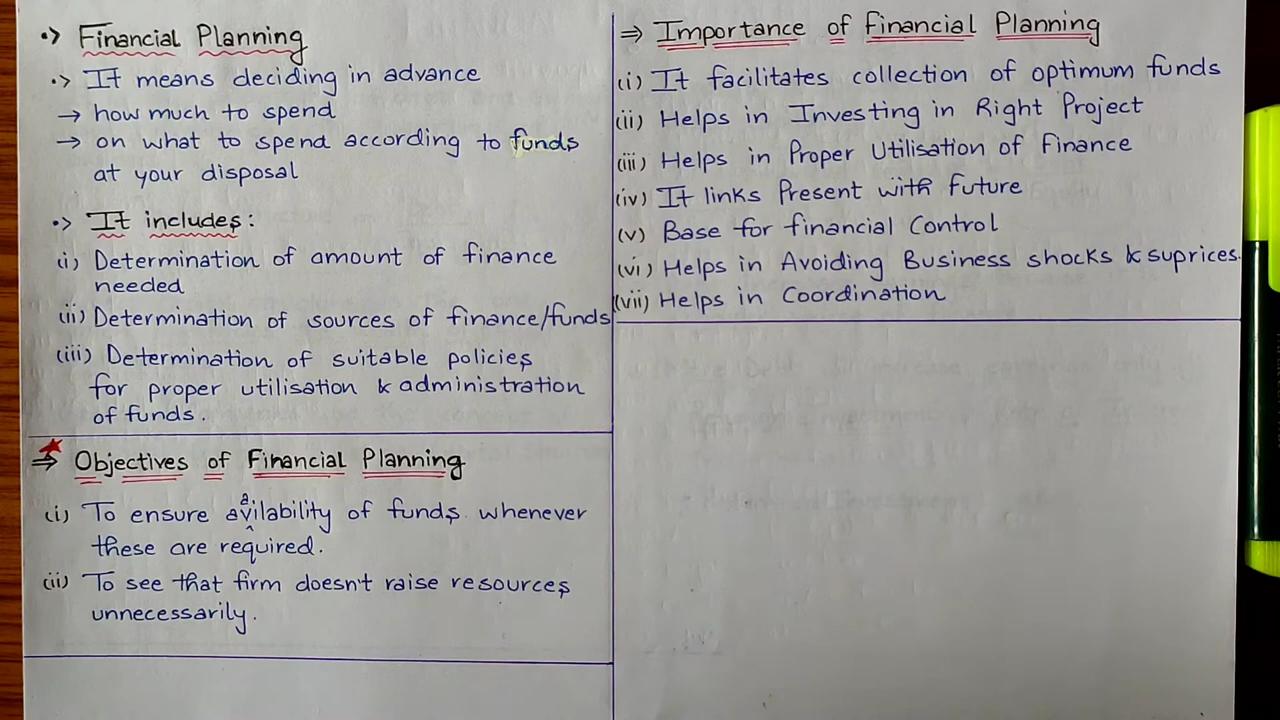 •> Financial Planning
•> It means deciding in advance
→ how much to spend
→ on what to spend according to funds
at your disposal
•> It includes:
(i) Determination of amount of finance
needed
(ii) Determination of sources of finance/funds
(iii) Determination of suitable policies
for proper utilisation & administration
of funds.
⇒ Objectives of Financial Planning
(i) To ensure availability of funds whenever
these are required.
(ii) To see that firm doesn't raise resources
unnecessarily.
⇒ Importance of Financial Planning
(i) It facilitates collection of optimum funds
(ii) Helps in Investing in Right Project
(iii) Helps in Proper Utilisation of Finance
(iv) It links Present with Future
(v) Base for financial Control
(vi) Helps in Avoiding Business shocks & suprices.
(vii) Helps in Coordination